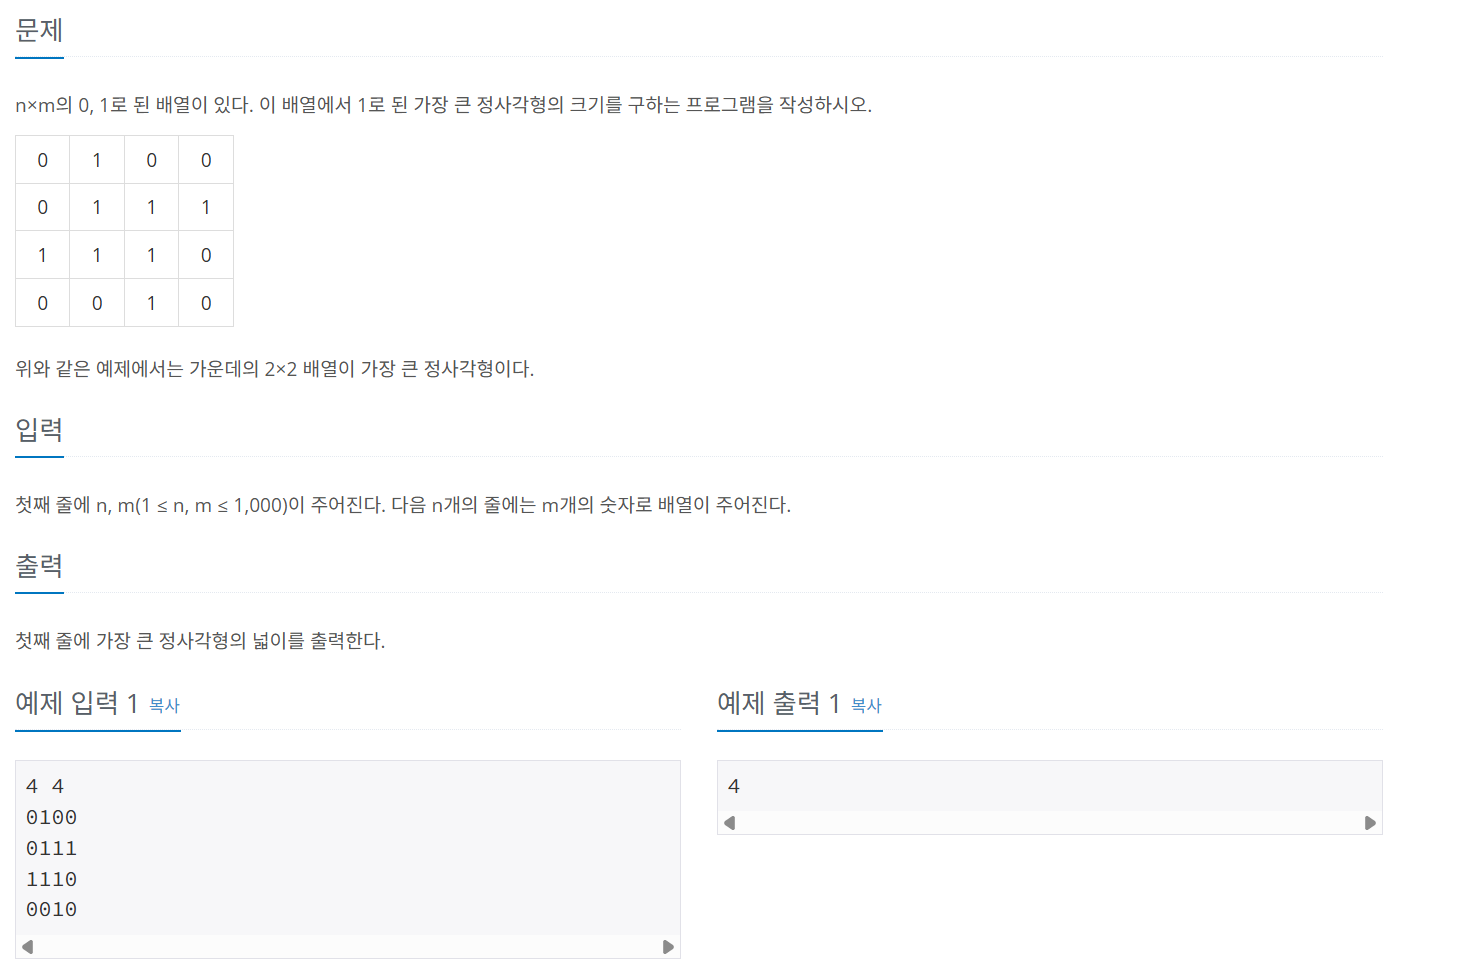 문제
n×m의 0, 1로 된 배열이 있다. 이 배열에서 1로 된 가장 큰 정사각형의 크기를 구하는 프로그램을 작성하시오.
0 1 0 0
0 1 1 1
1 1 1 0
0 0 1 0
위와 같은 예제에서는 가운데의 2×2 배열이 가장 큰 정사각형이다.
입력
첫째 줄에 n, m(1 ≤ n, m ≤ 1,000)이 주어진다. 다음 n개의 줄에는 m개의 숫자로 배열이 주어진다.
출력
첫째 줄에 가장 큰 정사각형의 넓이를 출력한다.
예제 입력 1 복사
4 4
0100
0111
1110
0010
예제 출력 1 복사
4